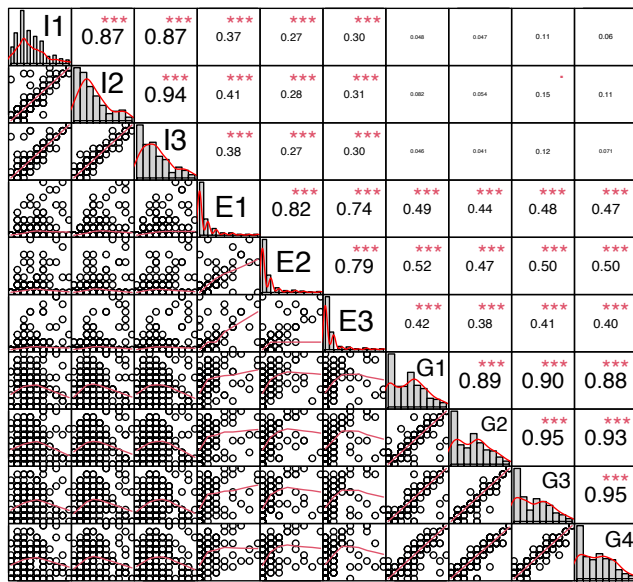 I1 0.87 *** 0.87 *** 0.37 *** 0.27 *** 0.30 *** 0.048 0.047 0.11 0.06
I2 0.94 *** 0.41 *** 0.28 *** 0.31 *** 0.082 0.054 0.15 * 0.11
I3 0.38 *** 0.27 *** 0.30 *** 0.046 0.041 0.12 0.071
E1 0.82 *** 0.74 *** 0.49 *** 0.44 *** 0.48 *** 0.47 ***
E2 0.79 *** 0.52 *** 0.47 *** 0.50 *** 0.50 ***
E3 0.42 *** 0.38 *** 0.41 *** 0.40 ***
G1 0.89 *** 0.90 *** 0.88 ***
G2 0.95 *** 0.93 ***
G3 0.95 ***
G4